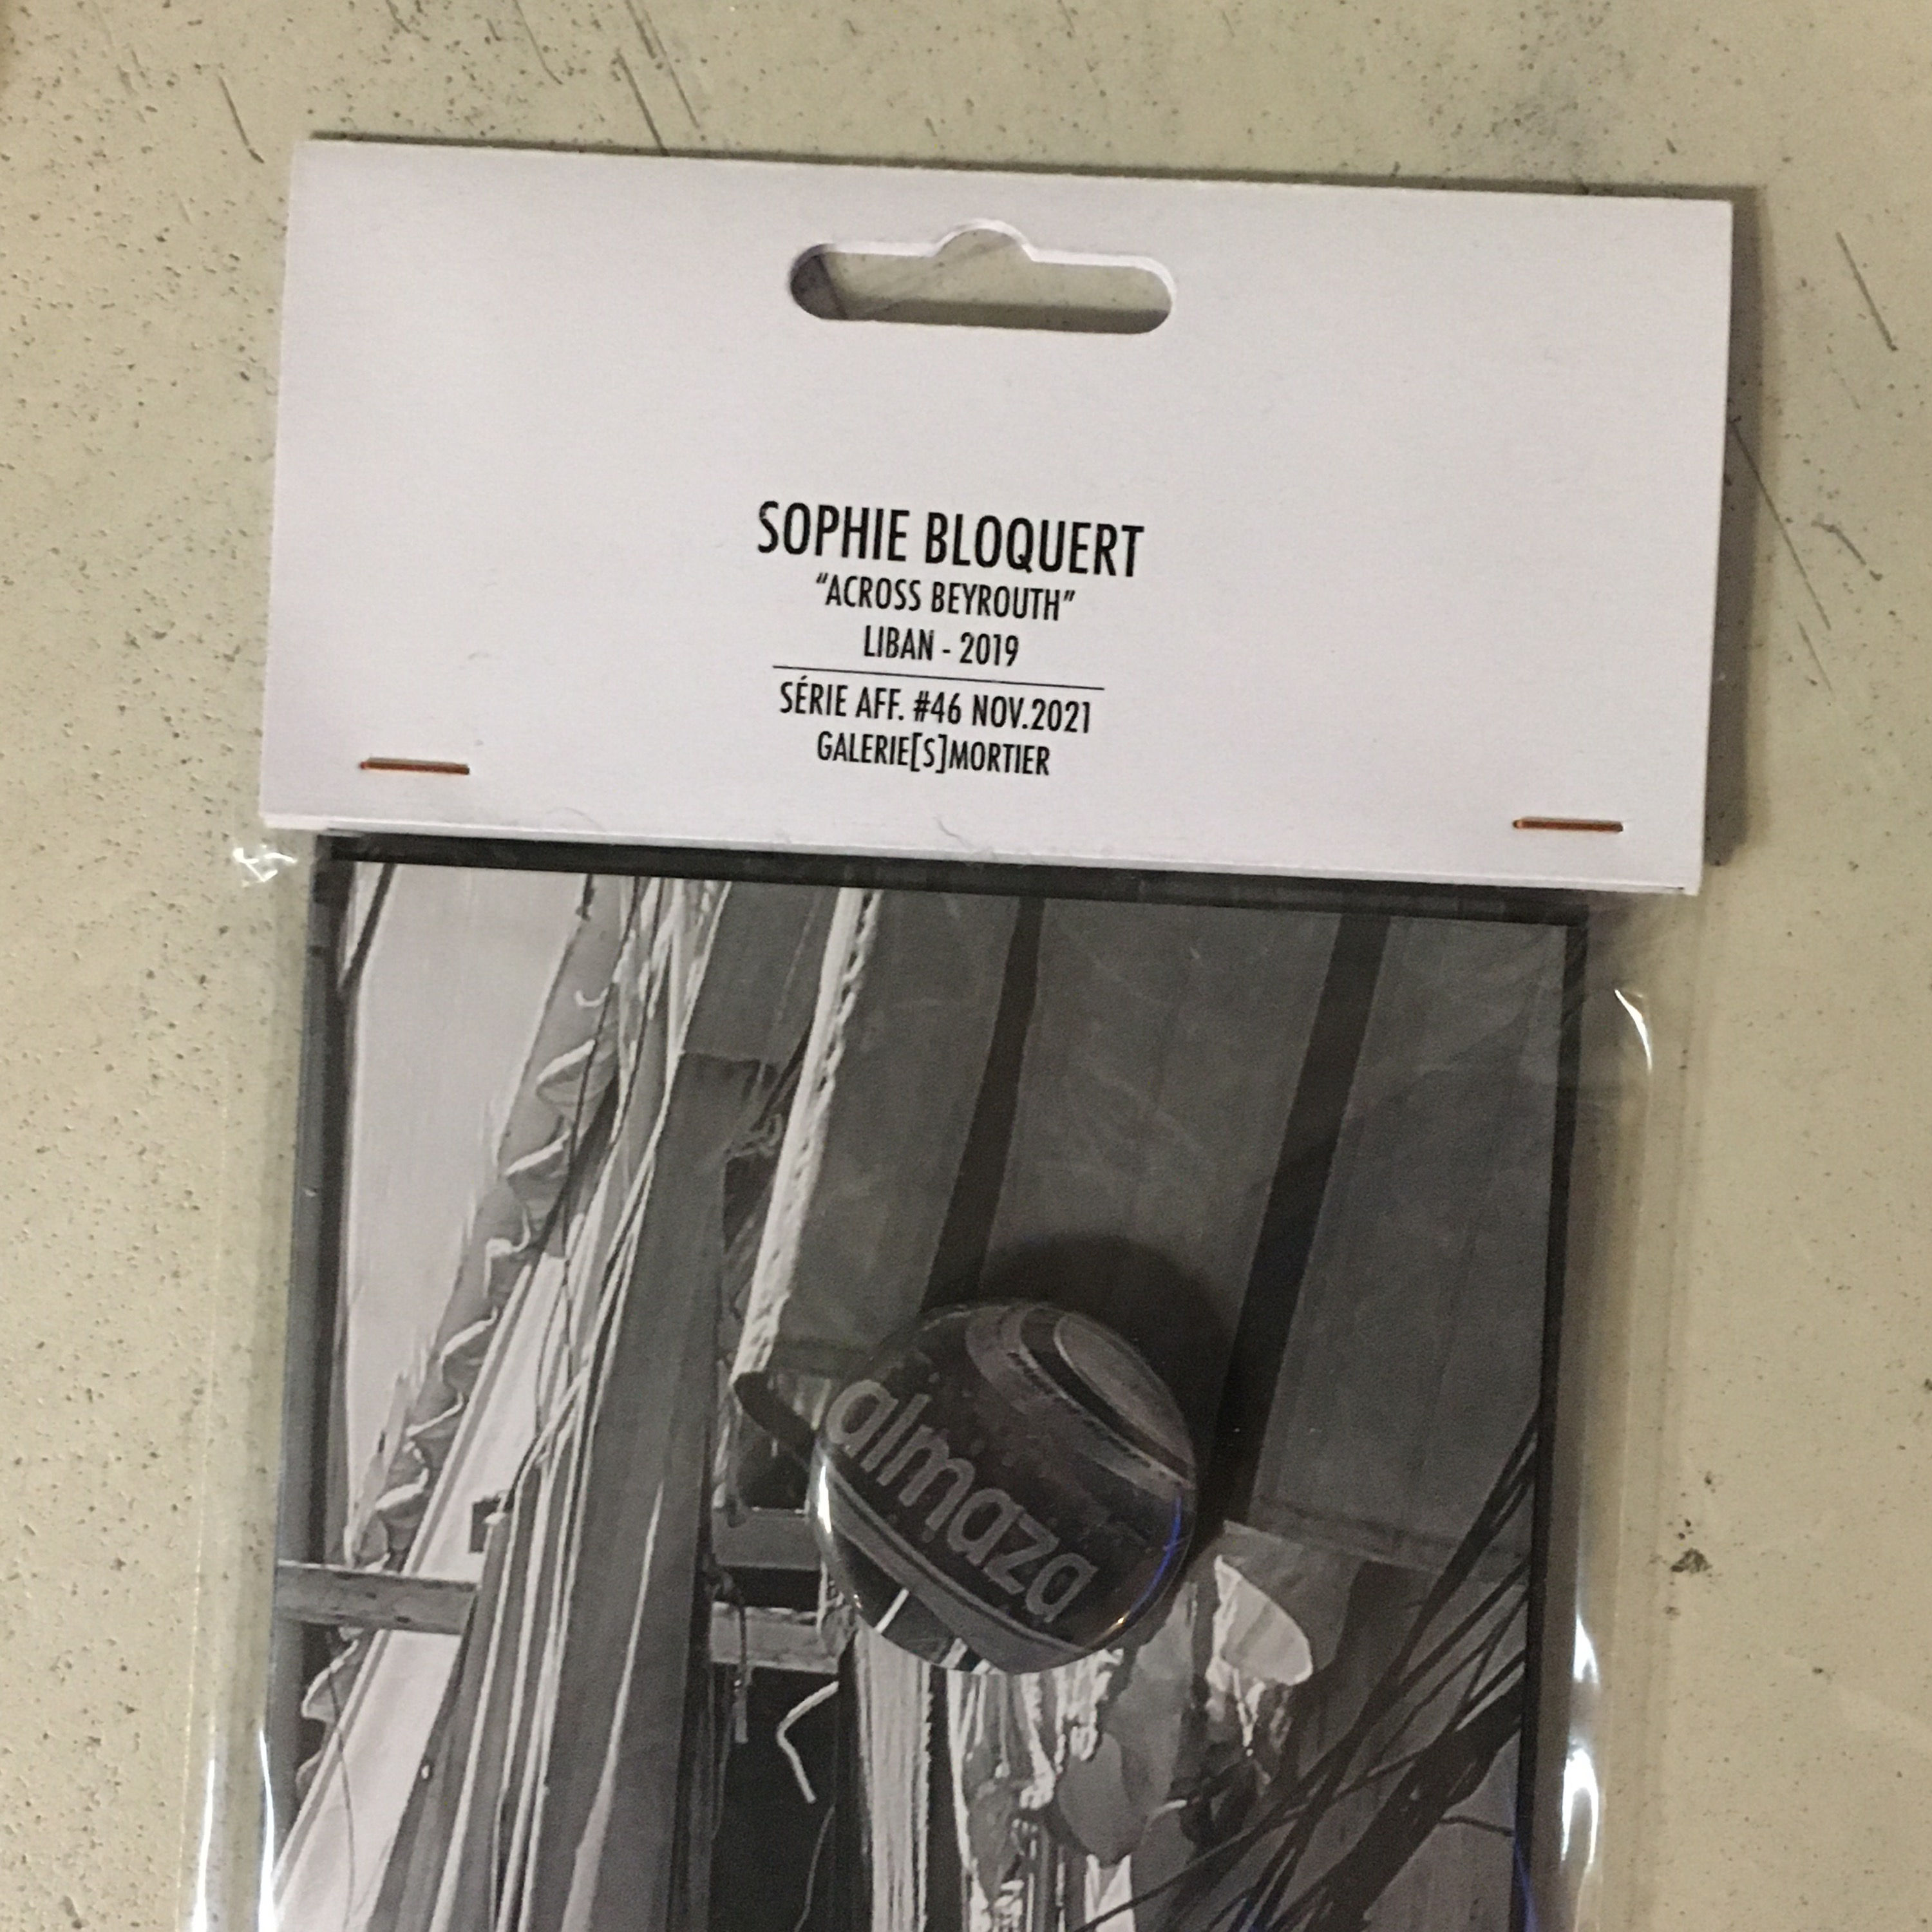 SOPHIE BLOQUERT
“ACROSS BEYROUTH”
LIBAN - 2019
SÉRIE AFF. #46 NOV.2021
GALERIE[S]MORTIER
almaza